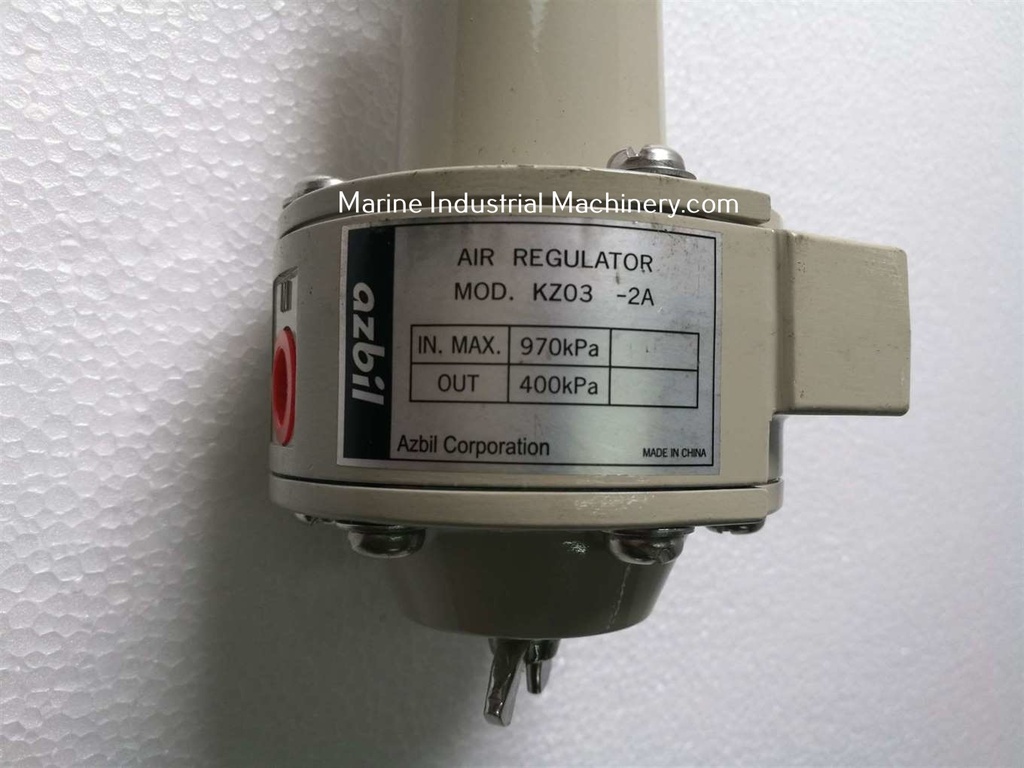 Marine Industrial Machinery.com
azbil
AIR REGULATOR
MOD. KZ03 -2A
IN. MAX. 970kPa
OUT 400kPa
Azbil Corporation
MADE IN CHINA